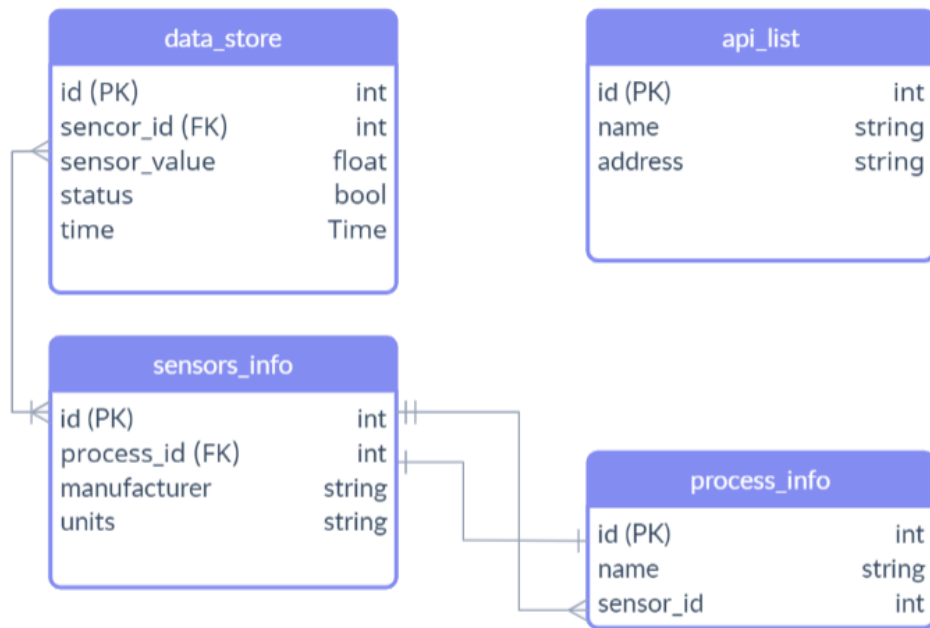 data_store
id (PK) int
sencor_id (FK) int
sensor_value float
status bool
time Time
api_list
id (PK) int
name string
address string
sensors_info
id (PK) int
process_id (FK) int
manufacturer string
units string
process_info
id (PK) int
name string
sensor_id int